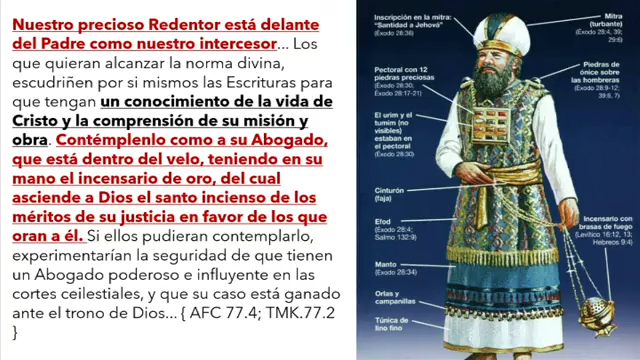 Nuestro precioso Redentor está delante
del Padre como nuestro intercesor... Los
que quieran alcanzar la norma divina,
escudriñen por si mismos las Escrituras para
que tengan un conocimiento de la vida de
Cristo y la comprensión de su misión y
obra. Contémplenlo como a su Abogado,
que está dentro del velo, teniendo en su
mano el incensario de oro, del cual
asciende a Dios el santo incienso de los
méritos de su justicia en favor de los que
oran a él. Si ellos pudieran contemplarlo,
experimentarían la seguridad de que tienen
un Abogado poderoso e influyente en las
cortes ceilestiales, y que su caso está ganado
ante el trono de Dios... { AFC 77.4; TMK.77.2
}
Inscripción en la mitra:
"Santidad a Jehová"
(Éxodo 28:36)
Mitra
(turbante)
(Éxodo 28:4, 39;
29:6)
Pectoral con 12
piedras preciosas
(Éxodo 28:30;
Éxodo 28:17-21)
Piedras de
ónice sobre
las hombreras
(Éxodo 28:9-12;
39:6, 7)
El urim y el
tumim (no
visibles)
estaban en
el pectoral
(Éxodo 28:30)
Cinturón
(faja)
Efod
(Éxodo 28:4;
Salmo 132:9)
Incensario con
brasas de fuego
(Levítico 16:12, 13;
Hebreos 9:4)
Manto
(Éxodo 28:34)
Orlas y
campanillas
Túnica de
lino fino